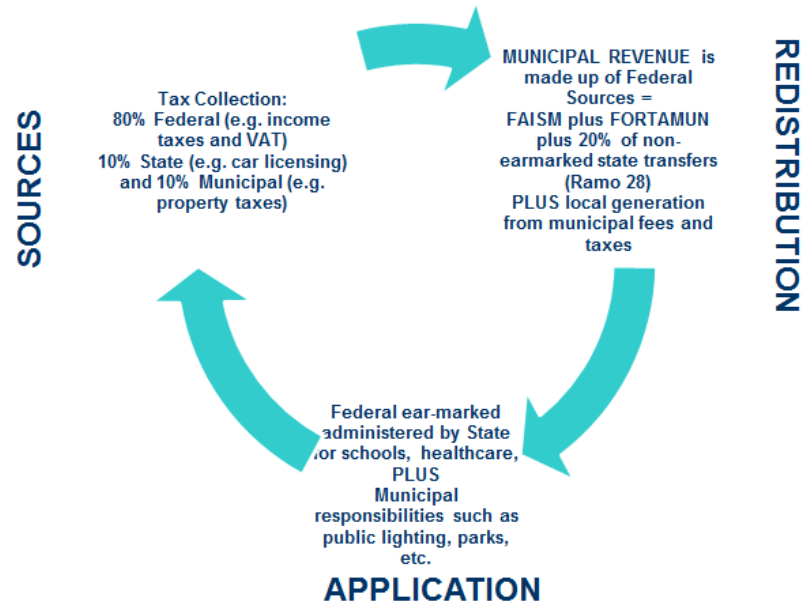 SOURCES
Tax Collection:
80% Federal (e.g. income
taxes and VAT)
10% State (e.g. car licensing)
and 10% Municipal (e.g.
property taxes)
MUNICIPAL REVENUE is
made up of Federal
Sources =
FAISM plus FORTAMUN
plus 20% of non-
earmarked state transfers
(Ramo 28)
PLUS local generation
from municipal fees and
taxes
REDISTRIBUTION
Federal ear-marked
administered by State
for schools, healthcare,
PLUS
Municipal
responsibilities such as
public lighting, parks,
etc.
APPLICATION